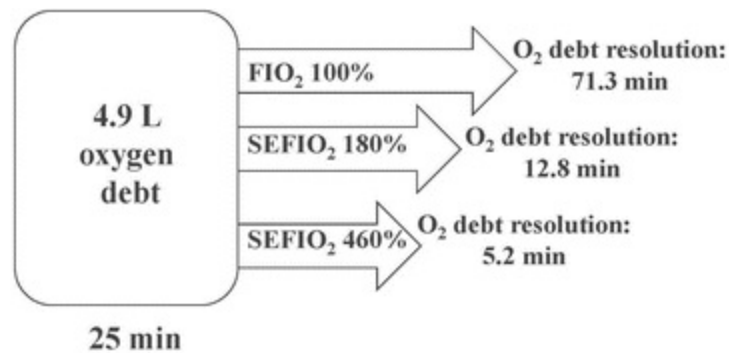 4.9 L
oxygen
debt
25 min
FIO₂ 100%
O₂ debt resolution:
71.3 min
SEFIO₂ 180%
O₂ debt resolution:
12.8 min
SEFIO₂ 460%
O₂ debt resolution:
5.2 min